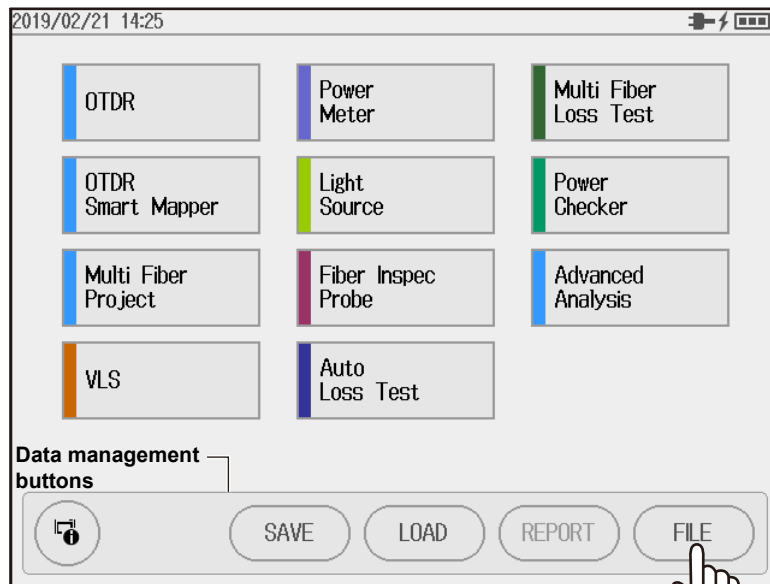 2019/02/21 14:25
OTDR
Power
Meter
Multi Fiber
Loss Test
OTDR
Smart Mapper
Light
Source
Power
Checker
Multi Fiber
Project
Fiber Inspec
Probe
Advanced
Analysis
VLS
Auto
Loss Test
Data management
buttons
SAVE
LOAD
REPORT
FILE